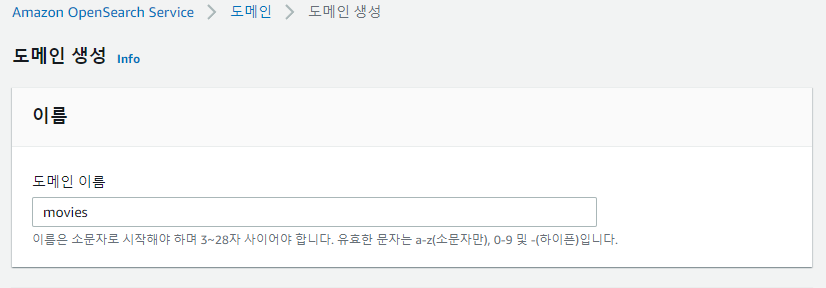 Amazon OpenSearch Service > 도메인 > 도메인 생성
도메인 생성 Info
이름
도메인 이름
movies
이름은 소문자로 시작해야 하며 3~28자 사이어야 합니다. 유효한 문자는 a-z(소문자만), 0-9 및 -(하이픈)입니다.